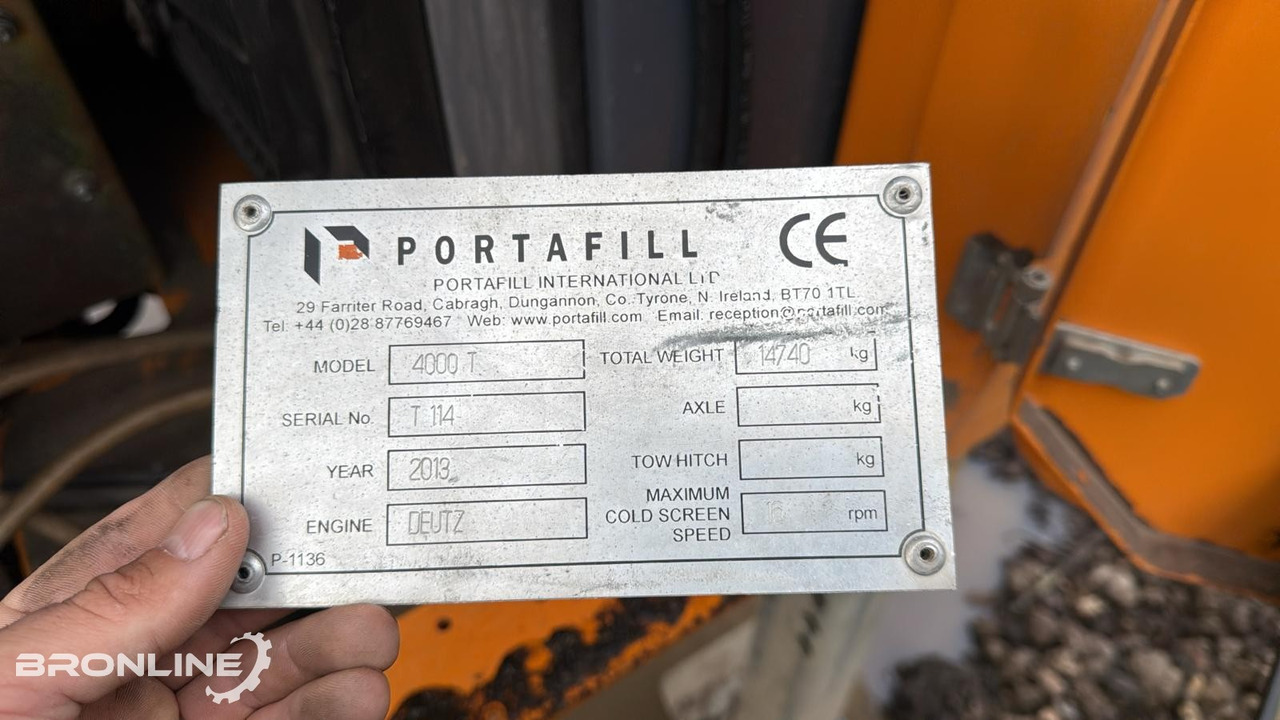 PORTAFILL CE
PORTAFILL INTERNATIONAL LTD
29 Farriter Road, Cabragh, Dungannon, Co. Tyrone, N. Ireland, BT70 1TL
Tel: +44 (0)28 87769467 Web: www.portafill.com Email: reception@portafill.com
MODEL 4000 T
TOTAL WEIGHT 14740 kg
SERIAL No. T 114
AXLE kg
YEAR 2013
TOW HITCH kg
ENGINE DEUTZ
MAXIMUM
COLD SCREEN rpm
SPEED
P-1136
BRONLINE